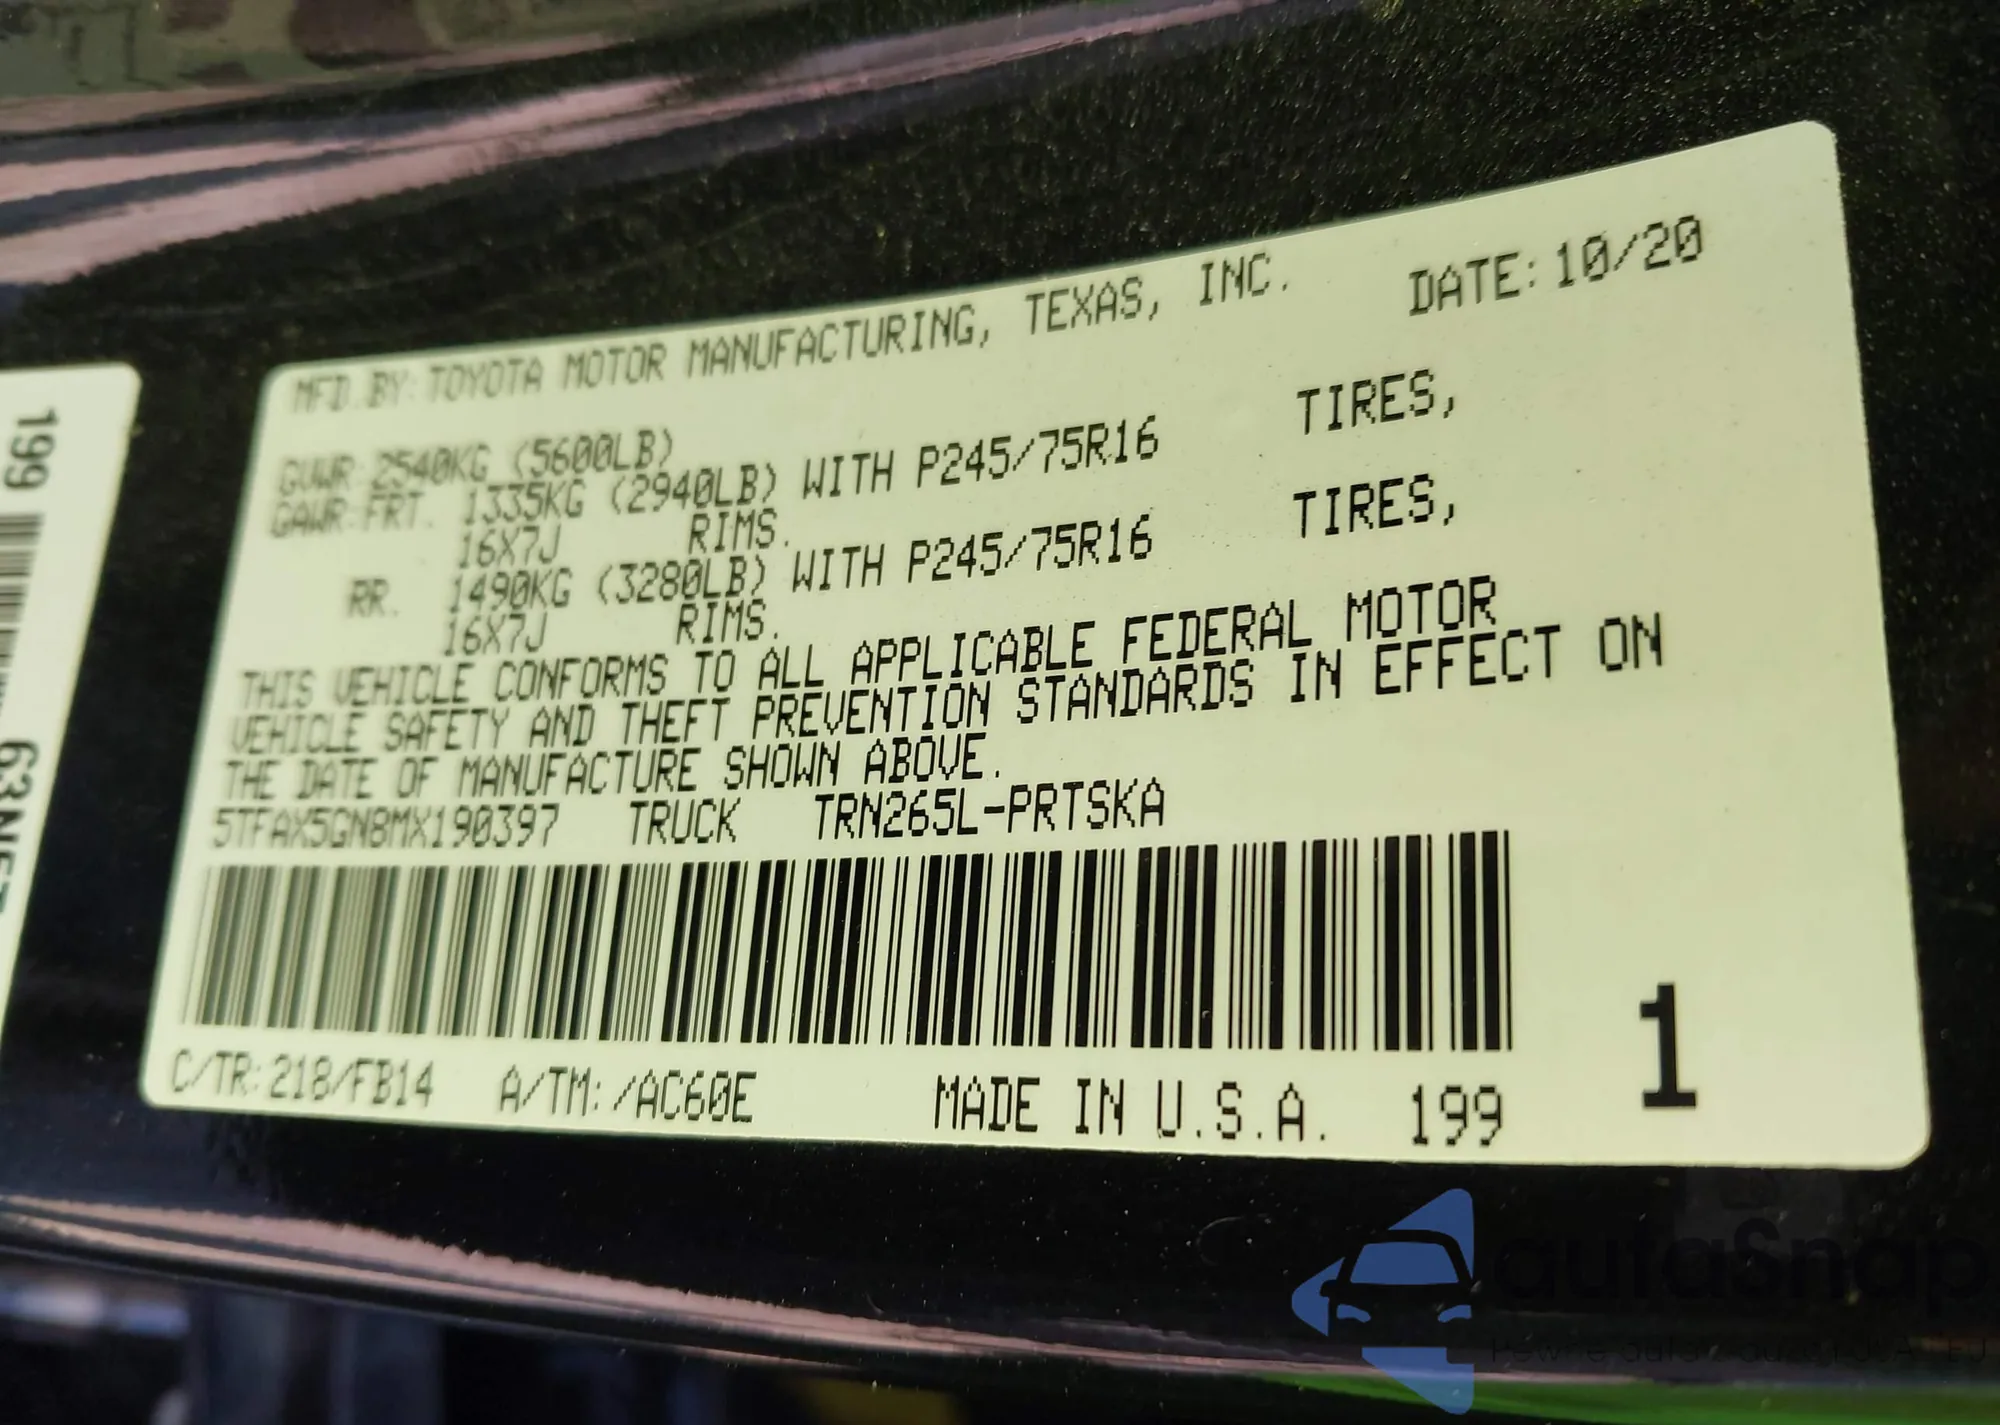 MFD.BY:TOYOTA MOTOR MANUFACTURING, TEXAS, INC. DATE:10/20
GVWR:2540KG (5600LB)
GAWR:FRT. 1335KG (2940LB) WITH P245/75R16 TIRES,
16X7J RIMS.
RR. 1490KG (3280LB) WITH P245/75R16 TIRES,
16X7J RIMS.
THIS VEHICLE CONFORMS TO ALL APPLICABLE FEDERAL MOTOR
VEHICLE SAFETY AND THEFT PREVENTION STANDARDS IN EFFECT ON
THE DATE OF MANUFACTURE SHOWN ABOVE.
5TFAX5GN8MX190397 TRUCK TRN265L-PRTSKA
C/TR:218/FB14 A/TM:/AC60E MADE IN U.S.A. 199 1
199
autaSnap